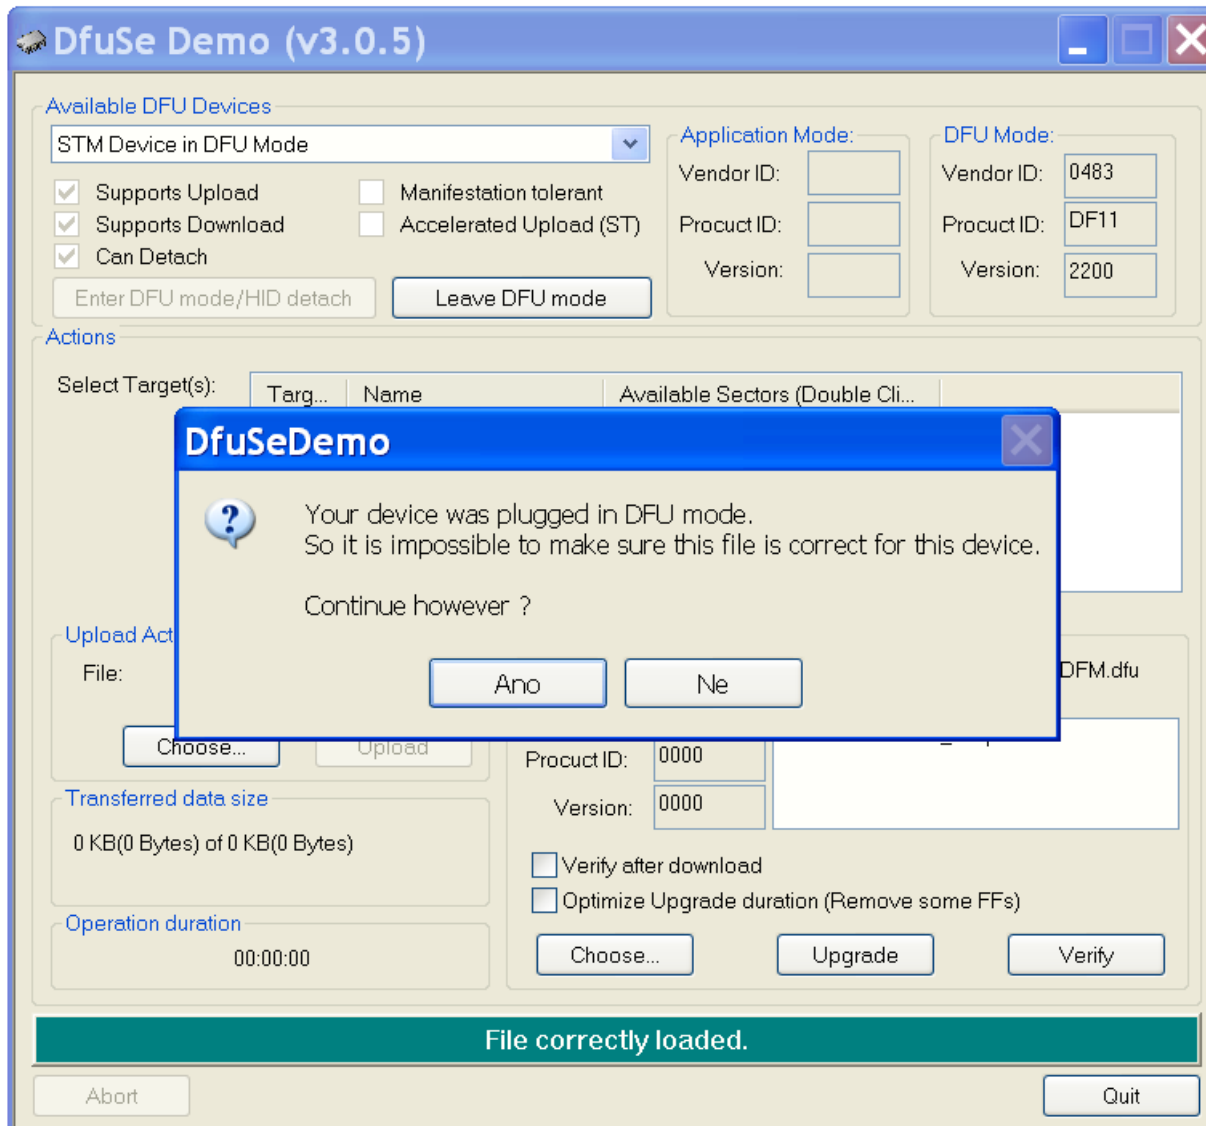 DfuSe Demo (v3.0.5)
Available DFU Devices
STM Device in DFU Mode
Supports Upload
Manifestation tolerant
Supports Download
Accelerated Upload (ST)
Can Detach
Enter DFU mode/HID detach
Leave DFU mode
Application Mode:
Vendor ID:
Procuct ID:
Version:
DFU Mode:
Vendor ID: 0483
Procuct ID: DF11
Version: 2200
Actions
Select Target(s):
Targ... Name Available Sectors (Double Cli...
DfuSeDemo
Your device was plugged in DFU mode.
So it is impossible to make sure this file is correct for this device.
Continue however ?
Ano Ne
Upload Act
File:
Choose... Upload
DFM.dfu
Procuct ID: 0000
Version: 0000
Transferred data size
0 KB(0 Bytes) of 0 KB(0 Bytes)
Verify after download
Optimize Upgrade duration (Remove some FFs)
Operation duration
00:00:00
Choose... Upgrade Verify
File correctly loaded.
Abort Quit